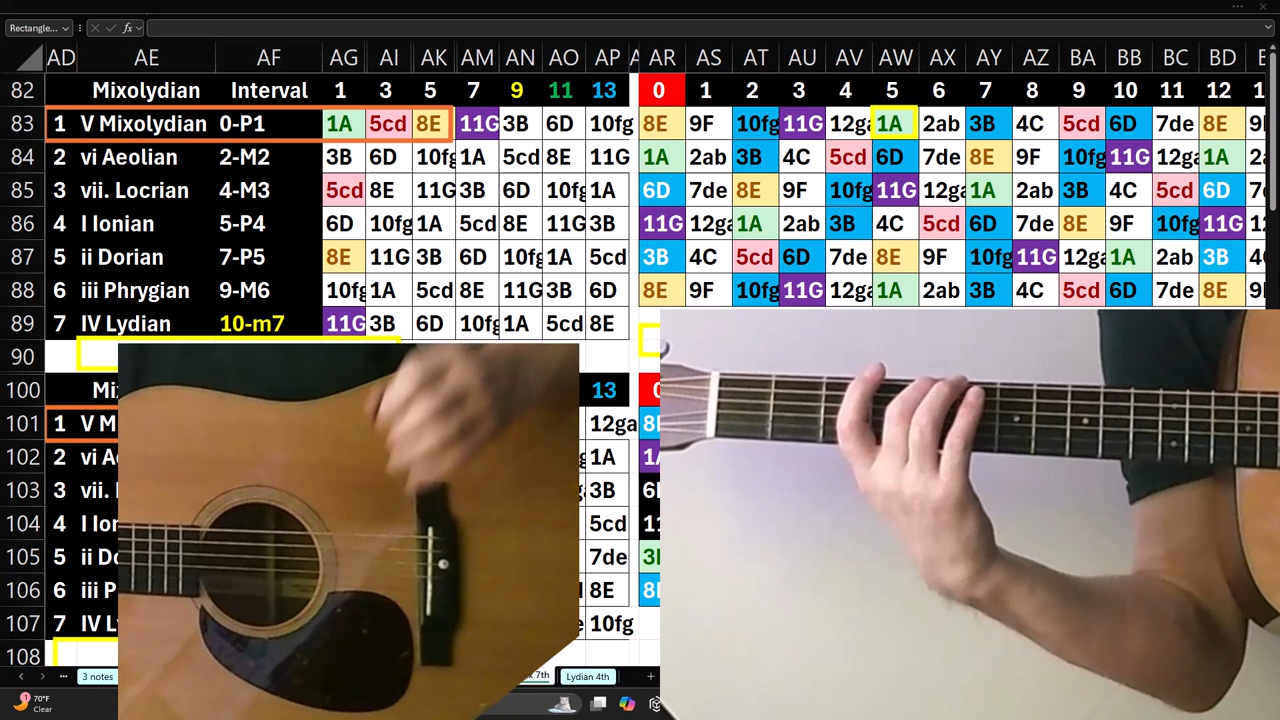 Rectangle... fx
AD AE AF AG AI AK AM AN AO AP AR AS AT AU AV AW AX AY AZ BA BB BC BD
82 Mixolydian Interval 1 3 5 7 9 11 13 0 1 2 3 4 5 6 7 8 9 10 11 12 1
83 1 V Mixolydian 0-P1 1A 5cd 8E 11G 3B 6D 10fg 8E 9F 10fg 11G 12ga 1A 2ab 3B 4C 5cd 6D 7de 8E
84 2 vi Aeolian 2-M2 3B 6D 10fg 1A 5cd 8E 11G 1A 2ab 3B 4C 5cd 6D 7de 8E 9F 10fg 11G 12ga 1A
85 3 vii. Locrian 4-M3 5cd 8E 11G 3B 6D 10fg 1A 6D 7de 8E 9F 10fg 11G 12ga 1A 2ab 3B 4C 5cd 6D
86 4 I Ionian 5-P4 6D 10fg 1A 5cd 8E 11G 3B 11G 12ga 1A 2ab 3B 4C 5cd 6D 7de 8E 9F 10fg 11G
87 5 ii Dorian 7-P5 8E 11G 3B 6D 10fg 1A 5cd 3B 4C 5cd 6D 7de 8E 9F 10fg 11G 12ga 1A 2ab 3B
88 6 iii Phrygian 9-M6 10fg 1A 5cd 8E 11G 3B 6D 8E 9F 10fg 11G 12ga 1A 2ab 3B 4C 5cd 6D 7de 8E
89 7 IV Lydian 10-m7 11G 3B 6D 10fg 1A 5cd 8E
90
100 13
101 1 V M 12ga
102 2 vi A 1A
103 3 vii. 3B
104 4 I Ion 5cd
105 5 ii D 7de
106 6 iii P 8E
107 7 IV L 10fg
108
3 notes 7th Lydian 4th
70°F
Clear